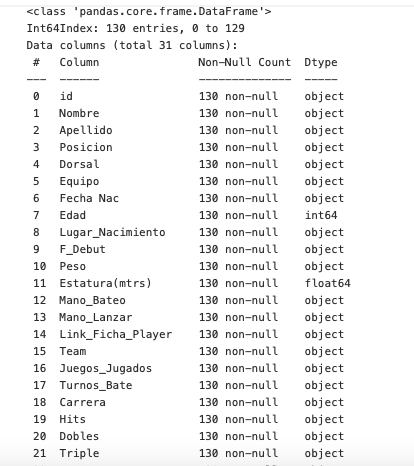 <class 'pandas.core.frame.DataFrame'>
Int64Index: 130 entries, 0 to 129
Data columns (total 31 columns):
 #   Column             Non-Null Count  Dtype
---  ------             --------------  -----
 0   id                 130 non-null    object
 1   Nombre             130 non-null    object
 2   Apellido           130 non-null    object
 3   Posicion           130 non-null    object
 4   Dorsal             130 non-null    object
 5   Equipo             130 non-null    object
 6   Fecha Nac          130 non-null    object
 7   Edad               130 non-null    int64
 8   Lugar_Nacimiento   130 non-null    object
 9   F_Debut            130 non-null    object
 10  Peso               130 non-null    object
 11  Estatura(mtrs)     130 non-null    float64
 12  Mano_Bateo         130 non-null    object
 13  Mano_Lanzar        130 non-null    object
 14  Link_Ficha_Player  130 non-null    object
 15  Team               130 non-null    object
 16  Juegos_Jugados     130 non-null    object
 17  Turnos_Bate        130 non-null    object
 18  Carrera            130 non-null    object
 19  Hits               130 non-null    object
 20  Dobles             130 non-null    object
 21  Triple             130 non-null    object